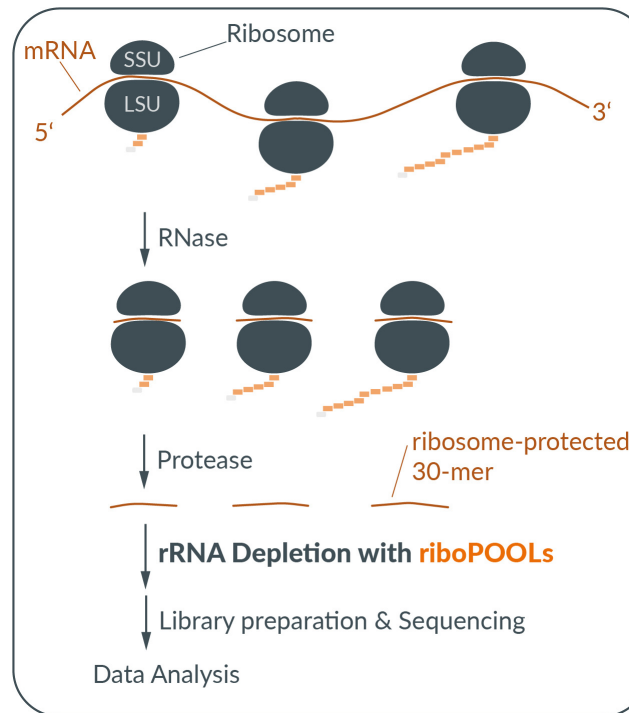 Ribosome
mRNA
SSU
LSU
5‘
3‘
RNase
Protease
ribosome-protected
30-mer
rRNA Depletion with riboPOOLs
Library preparation & Sequencing
Data Analysis